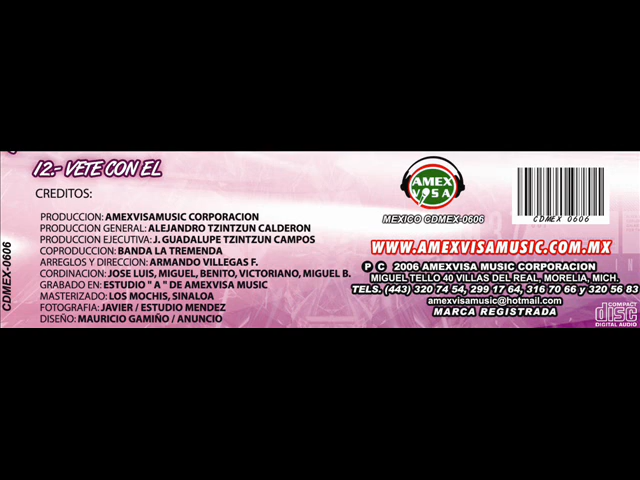 12.- VETE CON EL
CREDITOS:
PRODUCCION: AMEXVISAMUSIC CORPORACION
PRODUCCION GENERAL: ALEJANDRO TZINTZUN CALDERON
PRODUCCION EJECUTIVA: J. GUADALUPE TZINTZUN CAMPOS
COPRODUCCION: BANDA LA TREMENDA
ARREGLOS Y DIRECCION: ARMANDO VILLEGAS F.
CORDINACION: JOSE LUIS, MIGUEL, BENITO, VICTORIANO, MIGUEL B.
GRABADO EN: ESTUDIO " A " DE AMEXVISA MUSIC
MASTERIZADO: LOS MOCHIS, SINALOA
FOTOGRAFIA: JAVIER / ESTUDIO MENDEZ
DISEÑO: MAURICIO GAMIÑO / ANUNCIO
CDMEX-0606
AMEX
VISA
MEXICO CDMEX-0606
CDMEX 0606
WWW.AMEXVISAMUSIC.COM.MX
P C 2006 AMEXVISA MUSIC CORPORACION
MIGUEL TELLO 40 VILLAS DEL REAL, MORELIA, MICH.
TELS. (443) 320 74 54, 299 17 64, 316 70 66 y 320 56 83
amexvisamusic@hotmail.com
MARCA REGISTRADA
COMPACT
disc
DIGITAL AUDIO